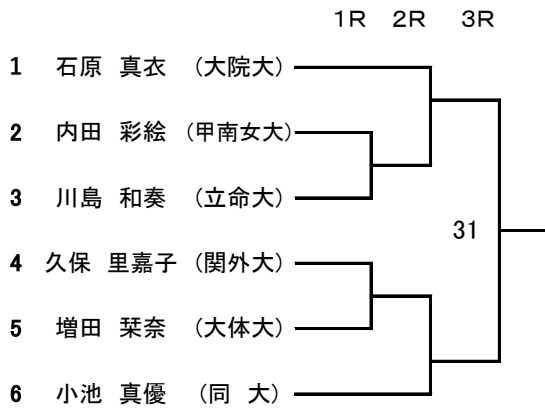 1R 2R 3R
1 石原 真衣 (大院大)
2 内田 彩絵 (甲南女大)
3 川島 和奏 (立命大)
31
4 久保 里嘉子 (関外大)
5 増田 栞奈 (大体大)
6 小池 真優 (同 大)